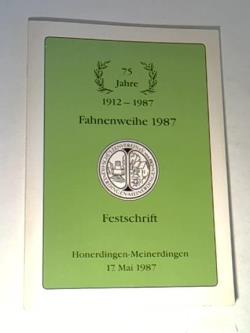 75
Jahre
1912 – 1987
Fahnenweihe 1987
Festschrift
Honerdingen-Meinerdingen
17. Mai 1987